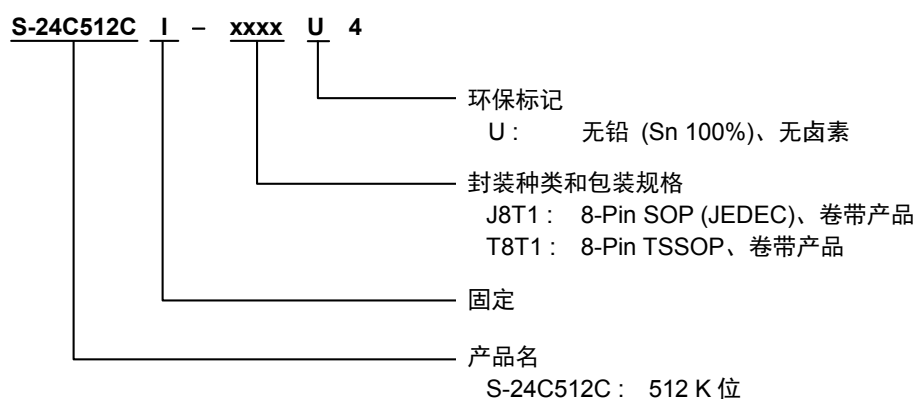 S-24C512C I – xxxx U 4
环保标记
U : 无铅 (Sn 100%)、无卤素
封装种类和包装规格
J8T1 : 8-Pin SOP (JEDEC)、卷带产品
T8T1 : 8-Pin TSSOP、卷带产品
固定
产品名
S-24C512C : 512 K 位